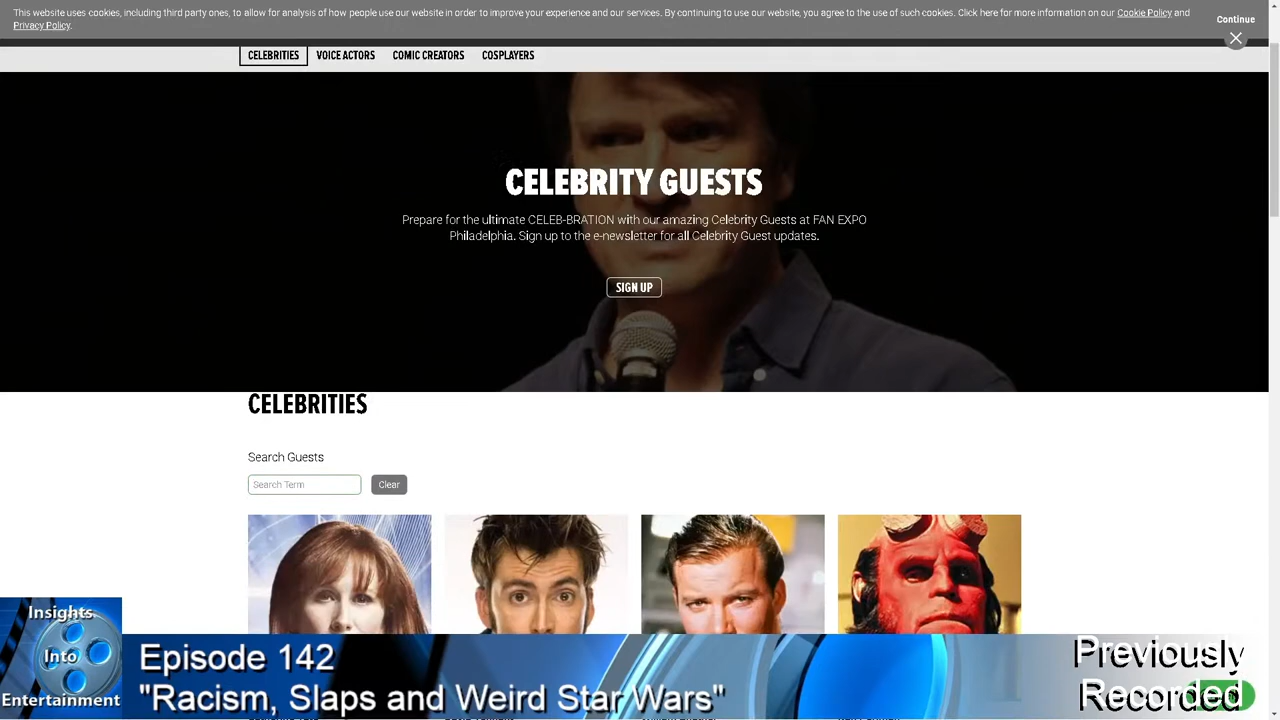 This website uses cookies, including third party ones, to allow for analysis of how people use our website in order to improve your experience and our services. By continuing to use our website, you agree to the use of such cookies. Click here for more information on our Cookie Policy and
Privacy Policy.
Continue
CELEBRITIES VOICE ACTORS COMIC CREATORS COSPLAYERS
CELEBRITY GUESTS
Prepare for the ultimate CELEB-BRATION with our amazing Celebrity Guests at FAN EXPO
Philadelphia. Sign up to the e-newsletter for all Celebrity Guest updates.
SIGN UP
CELEBRITIES
Search Guests
Search Term Clear
Insights
Into
Entertainment
Episode 142
"Racism, Slaps and Weird Star Wars"
Previously
Recorded